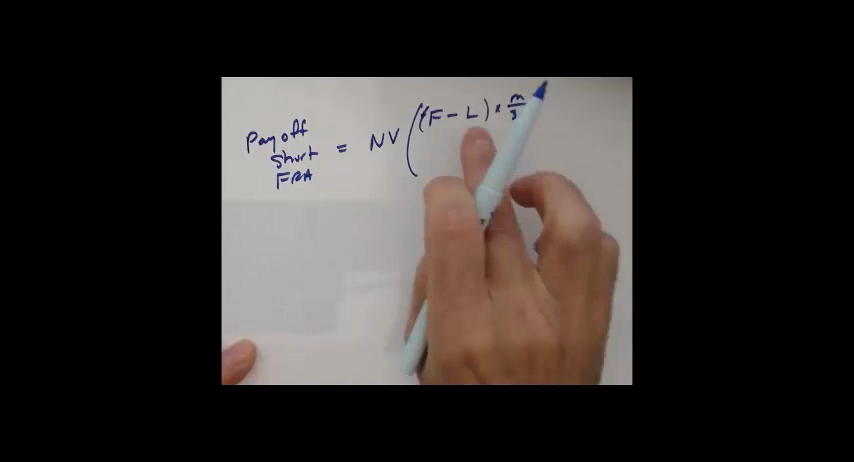 Payoff
Short
FRA
= NV ((F - L) × m
3